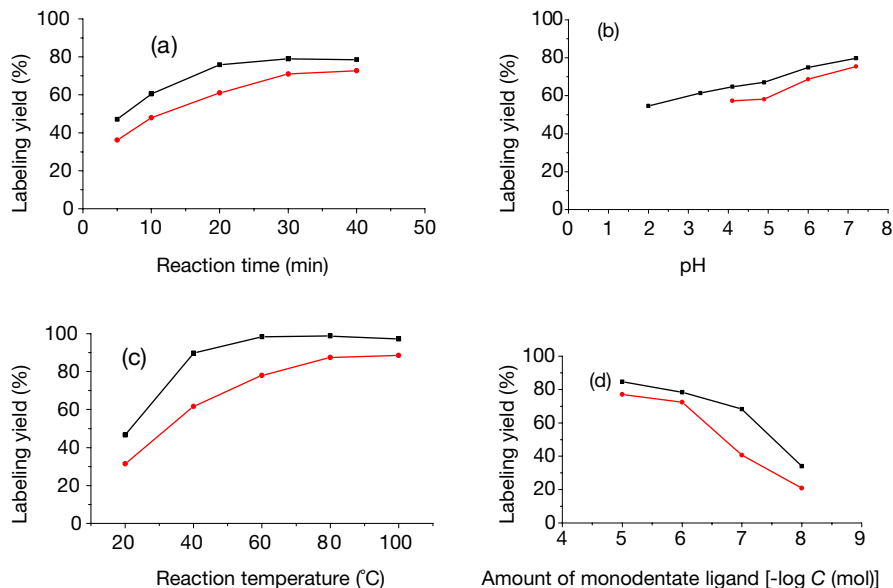 (a)
Labeling yield (%)
100
80
60
40
20
0
0 10 20 30 40 50
Reaction time (min)
(b)
Labeling yield (%)
100
80
60
40
20
0
0 1 2 3 4 5 6 7 8
pH
(c)
Labeling yield (%)
100
80
60
40
20
0
20 40 60 80 100
Reaction temperature (°C)
(d)
Labeling yield (%)
100
80
60
40
20
0
4 5 6 7 8 9
Amount of monodentate ligand [-log C (mol)]